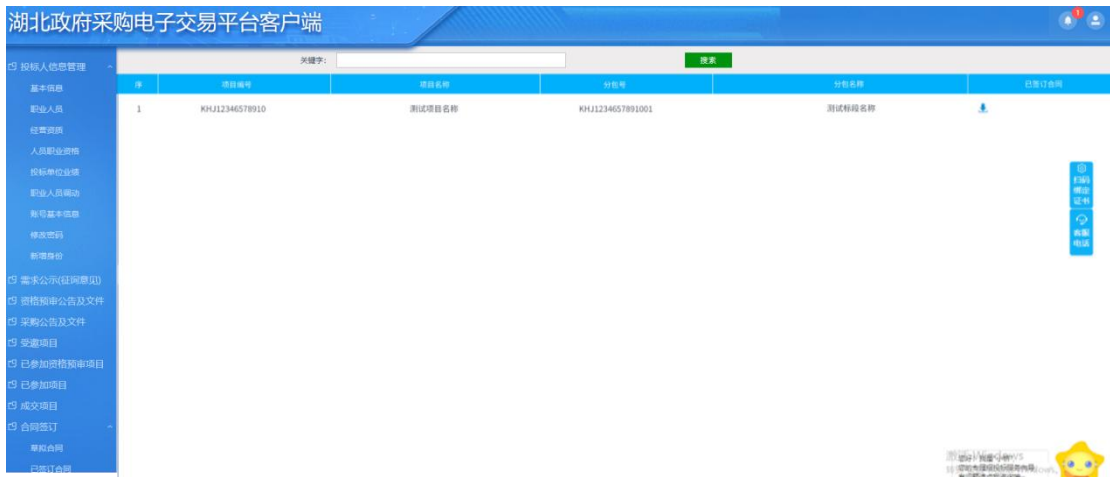 湖北政府采购电子交易平台客户端
1
投标人信息管理
基本信息
职业人员
经营资质
人员职业资格
投标单位业绩
职业人员调动
账号基本信息
修改密码
新增身份
需求公示(征询意见)
资格预审公告及文件
采购公告及文件
受邀项目
已参加资格预审项目
已参加项目
成交项目
合同签订
草拟合同
已签订合同
关键字: 搜索
序 项目编号 项目名称 分包号 分包名称 已签订合同
1 KHJ12346578910 测试项目名称 KHJ1234657891001 测试标段名称
扫码
绑定
证书
客服
电话